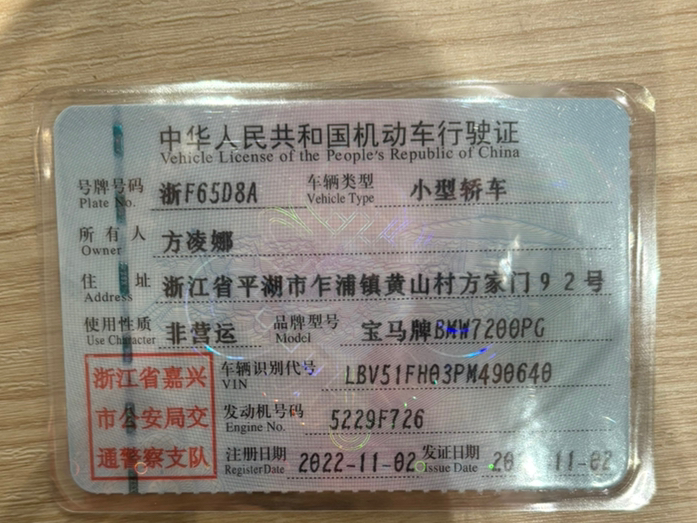 中华人民共和国机动车行驶证
Vehicle License of the People's Republic of China
号牌号码 浙F65D8A 车辆类型 小型轿车
Plate No. Vehicle Type
所有人 方凌娜
Owner
住址 浙江省平湖市乍浦镇黄山村方家门92号
Address
使用性质 非营运 品牌型号 宝马牌BMW7200PG
Use Character Model
浙江省嘉兴
市公安局交
通警察支队
车辆识别代号 LBV51FH03PM490640
VIN
发动机号码 5229F726
Engine No.
注册日期 2022-11-02 发证日期 11-02
Register Date Issue Date